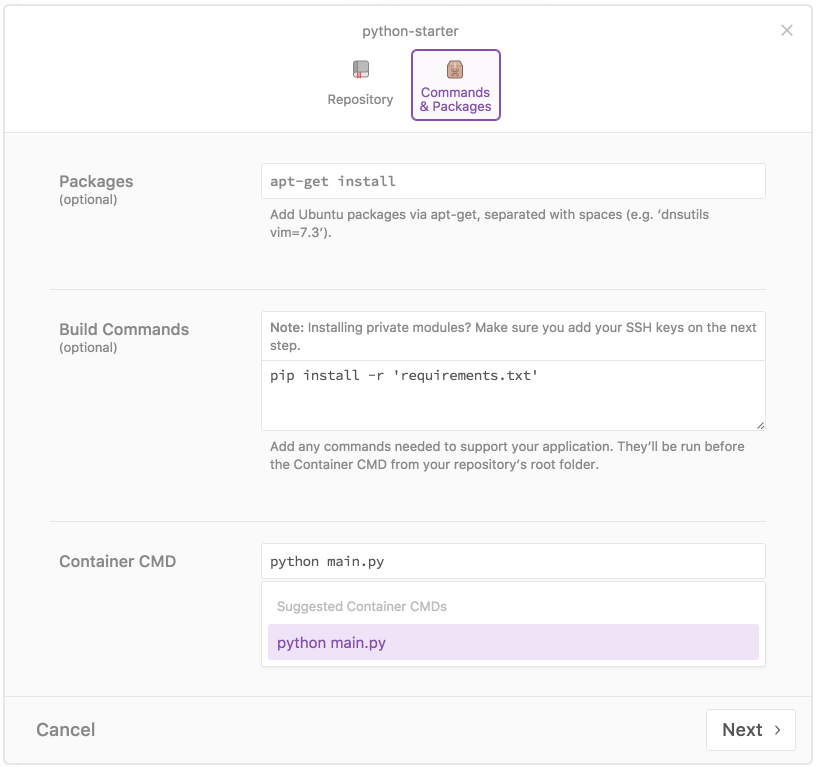 python-starter
Repository
Commands
& Packages
Packages
(optional)
apt-get install
Add Ubuntu packages via apt-get, separated with spaces (e.g. ‘dnsutils
vim=7.3’).
Build Commands
(optional)
Note: Installing private modules? Make sure you add your SSH keys on the next
step.
pip install -r 'requirements.txt'
Add any commands needed to support your application. They’ll be run before
the Container CMD from your repository’s root folder.
Container CMD
python main.py
Suggested Container CMDs
python main.py
Cancel
Next